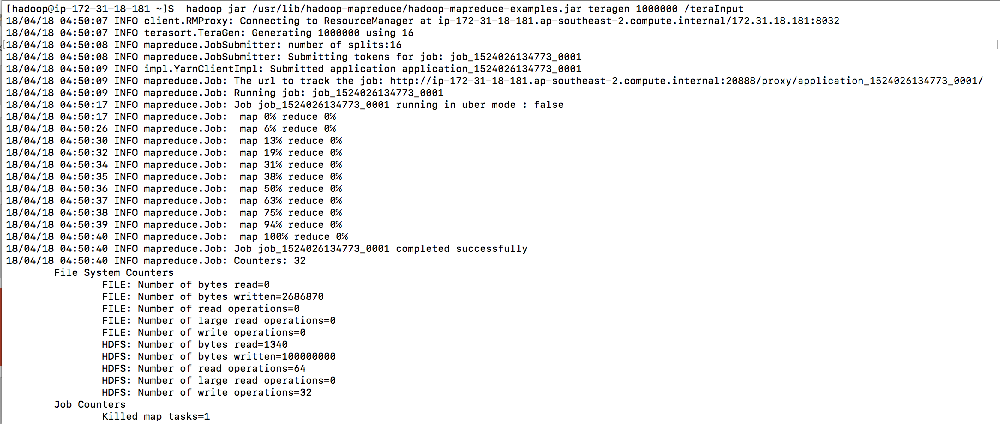 [hadoop@ip-172-31-18-181 ~]$  hadoop jar /usr/lib/hadoop-mapreduce/hadoop-mapreduce-examples.jar teragen 1000000 /teraInput
18/04/18 04:50:07 INFO client.RMProxy: Connecting to ResourceManager at ip-172-31-18-181.ap-southeast-2.compute.internal/172.31.18.181:8032
18/04/18 04:50:07 INFO terasort.TeraGen: Generating 1000000 using 16
18/04/18 04:50:08 INFO mapreduce.JobSubmitter: number of splits:16
18/04/18 04:50:08 INFO mapreduce.JobSubmitter: Submitting tokens for job: job_1524026134773_0001
18/04/18 04:50:09 INFO impl.YarnClientImpl: Submitted application application_1524026134773_0001
18/04/18 04:50:09 INFO mapreduce.Job: The url to track the job: http://ip-172-31-18-181.ap-southeast-2.compute.internal:20888/proxy/application_1524026134773_0001/
18/04/18 04:50:09 INFO mapreduce.Job: Running job: job_1524026134773_0001
18/04/18 04:50:17 INFO mapreduce.Job: Job job_1524026134773_0001 running in uber mode : false
18/04/18 04:50:17 INFO mapreduce.Job:  map 0% reduce 0%
18/04/18 04:50:26 INFO mapreduce.Job:  map 6% reduce 0%
18/04/18 04:50:30 INFO mapreduce.Job:  map 13% reduce 0%
18/04/18 04:50:32 INFO mapreduce.Job:  map 19% reduce 0%
18/04/18 04:50:34 INFO mapreduce.Job:  map 31% reduce 0%
18/04/18 04:50:35 INFO mapreduce.Job:  map 38% reduce 0%
18/04/18 04:50:36 INFO mapreduce.Job:  map 50% reduce 0%
18/04/18 04:50:37 INFO mapreduce.Job:  map 63% reduce 0%
18/04/18 04:50:38 INFO mapreduce.Job:  map 75% reduce 0%
18/04/18 04:50:39 INFO mapreduce.Job:  map 94% reduce 0%
18/04/18 04:50:40 INFO mapreduce.Job:  map 100% reduce 0%
18/04/18 04:50:40 INFO mapreduce.Job: Job job_1524026134773_0001 completed successfully
18/04/18 04:50:40 INFO mapreduce.Job: Counters: 32
File System Counters
FILE: Number of bytes read=0
FILE: Number of bytes written=2686870
FILE: Number of read operations=0
FILE: Number of large read operations=0
FILE: Number of write operations=0
HDFS: Number of bytes read=1340
HDFS: Number of bytes written=100000000
HDFS: Number of read operations=64
HDFS: Number of large read operations=0
HDFS: Number of write operations=32
Job Counters
Killed map tasks=1